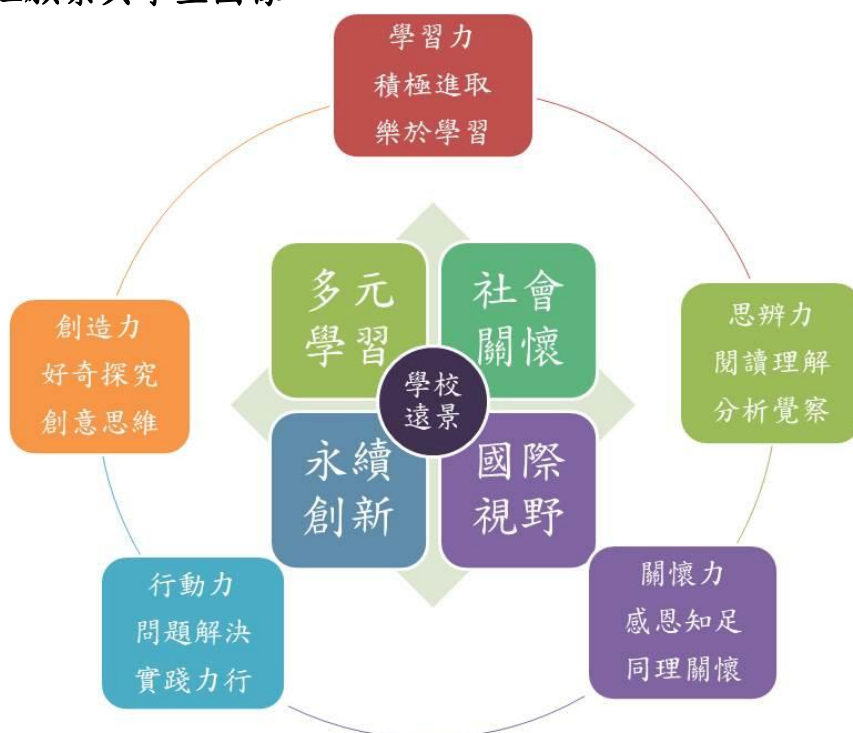 學習力
積極進取
樂於學習
多元
學習
社會
關懷
學校
遠景
永續
創新
國際
視野
創造力
好奇探究
創意思維
思辨力
閱讀理解
分析覺察
行動力
問題解決
實踐力行
關懷力
感恩知足
同理關懷